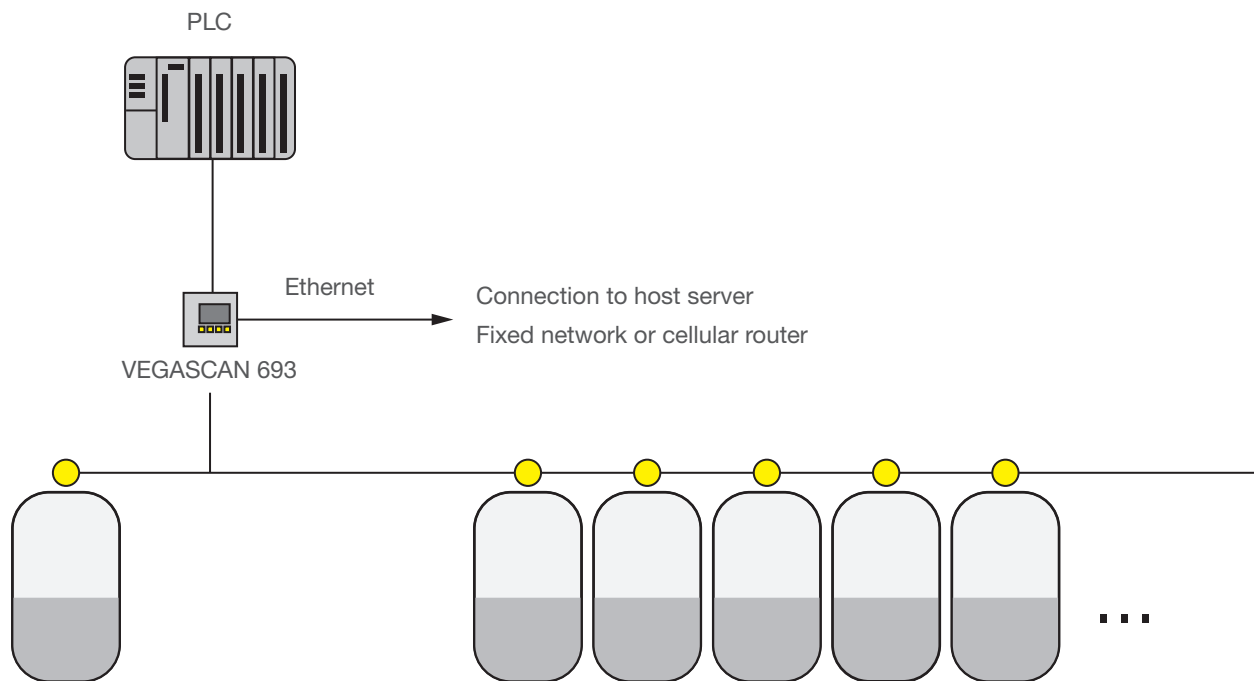 PLC
Ethernet
Connection to host server
Fixed network or cellular router
VEGASCAN 693